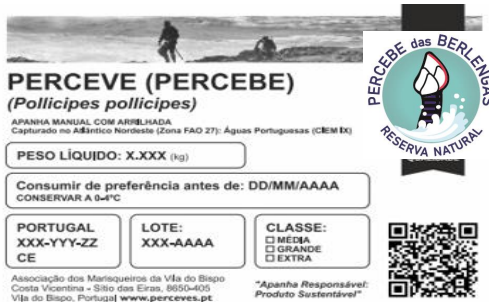 PERCEVE (PERCEBE)
(Pollicipes pollicipes)
APANHA MANUAL COM ARRILHADA
Capturado no Atlântico Nordeste (Zona FAO 27): Águas Portuguesas (CIEM IX)
PERCEBE das BERLENGAS
RESERVA NATURAL
PESO LÍQUIDO: X.XXX (kg)
Consumir de preferência antes de: DD/MM/AAAA
CONSERVAR A 0-4ºC
PORTUGAL
XXX-YYY-ZZ
CE
LOTE:
XXX-AAAA
CLASSE:
MÉDIA
GRANDE
EXTRA
Associação dos Marisqueiros da Vila do Bispo
Costa Vicentina - Sítio das Eiras, 8650-405
Vila do Bispo, Portugal www.perceves.pt
"Apanha Responsável:
Produto Sustentável"